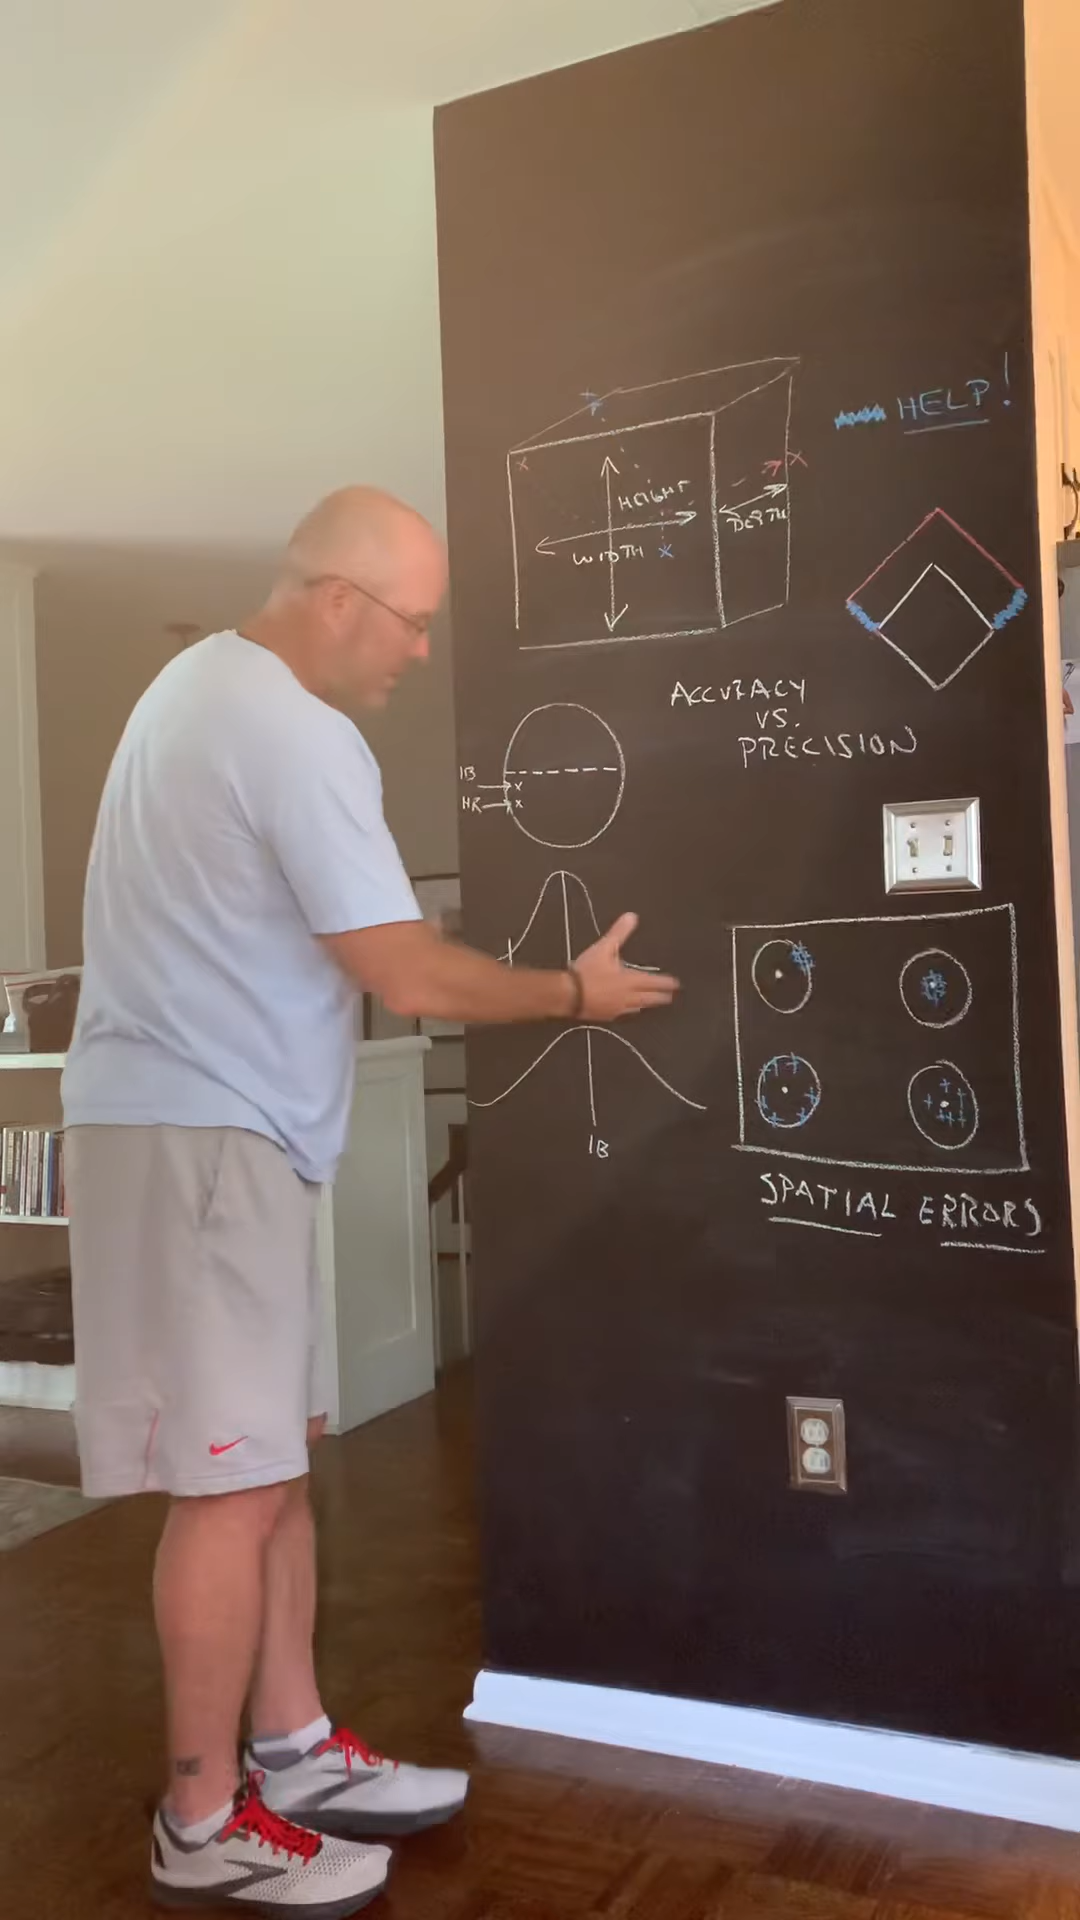 HELP!
HEIGHT
WIDTH
DEPTH
ACCURACY
VS.
PRECISION
1B
HR
1B
SPATIAL ERRORS